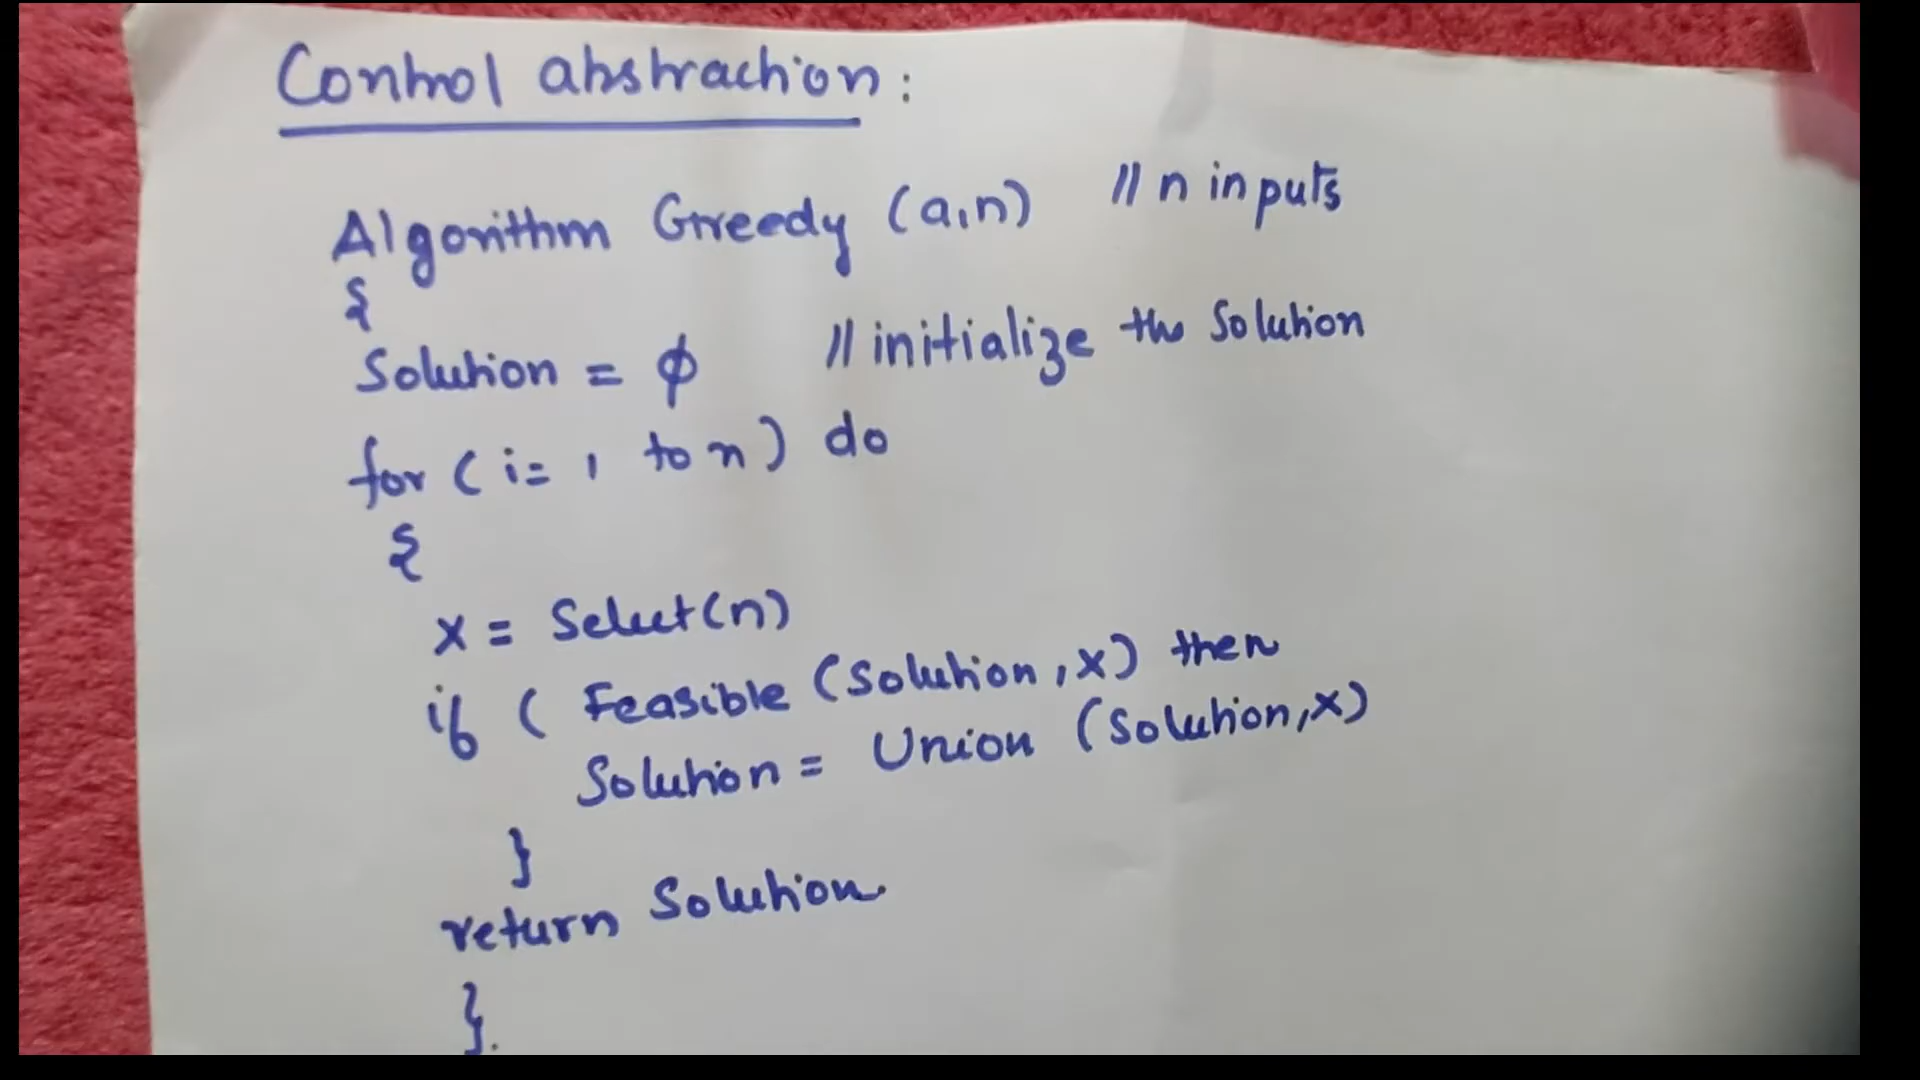 Control abstraction:
Algorithm Greedy (a,n) // n inputs
{
Solution = ϕ // initialize the Solution
for (i= 1 to n) do
{
x = Select(n)
if ( Feasible (Solution, x) then
Solution = Union (Solution, x)
}
return Solution.
}.